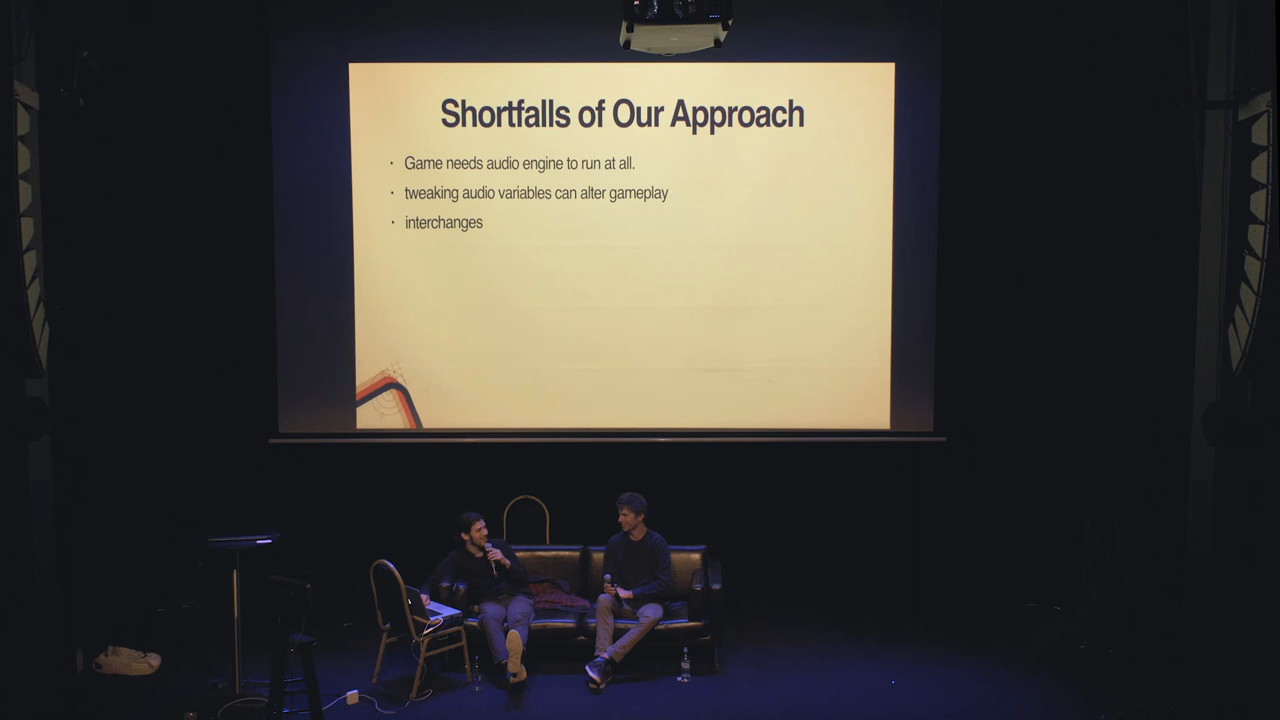 Shortfalls of Our Approach
· Game needs audio engine to run at all.
· tweaking audio variables can alter gameplay
· interchanges